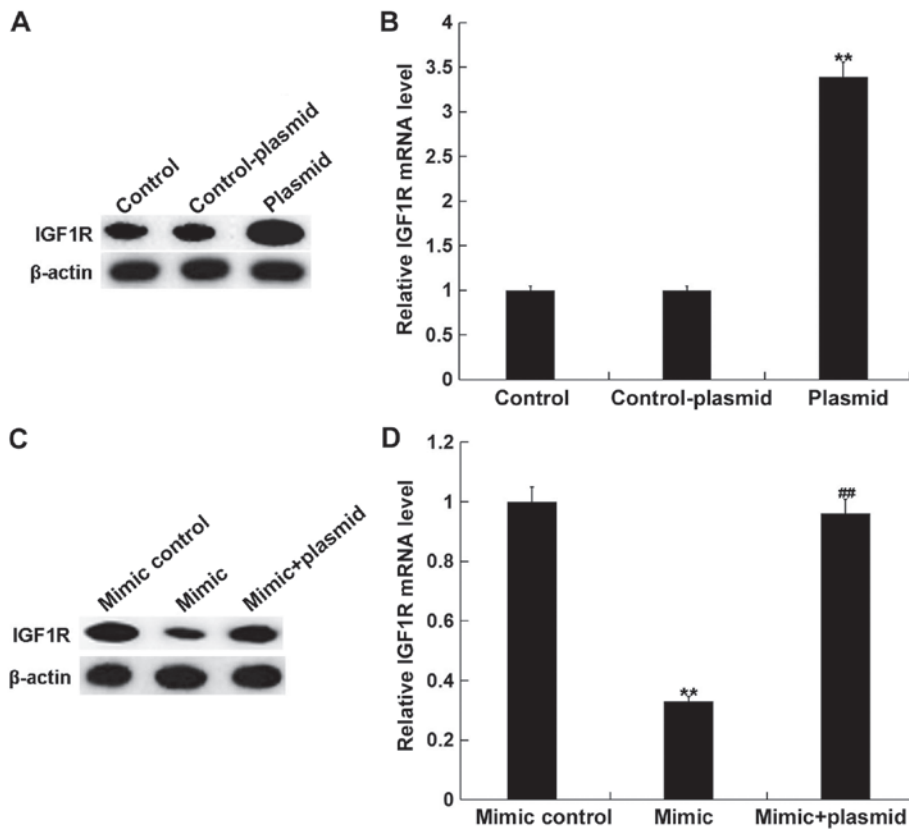 A
Control
Control-plasmid
Plasmid
IGF1R
β-actin
B
Relative IGF1R mRNA level
4
3.5
3
2.5
2
1.5
1
0.5
0
**
Control
Control-plasmid
Plasmid
C
Mimic control
Mimic
Mimic+plasmid
IGF1R
β-actin
D
Relative IGF1R mRNA level
1.2
1
0.8
0.6
0.4
0.2
0
**
##
Mimic control
Mimic
Mimic+plasmid